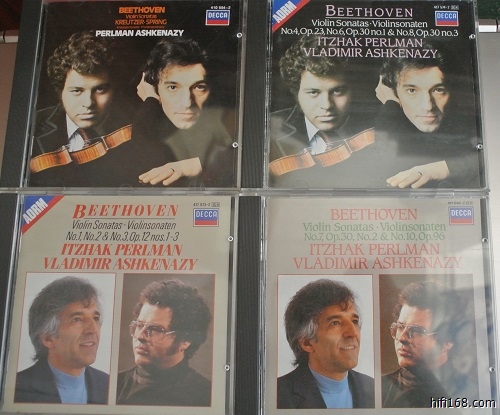 BEETHOVEN
Violin Sonatas
KREUTZER·SPRING
PERLMAN ASHKENAZY
DECCA
ADRM
BEETHOVEN
Violin Sonatas·Violinsonaten
No.4,Op.23, No.6, Op.30 no.1 & No.8, Op.30 no.3
ITZHAK PERLMAN
VLADIMIR ASHKENAZY
DECCA
ADRM
BEETHOVEN
Violin Sonatas·Violinsonaten
No.1, No.2 & No.3, Op.12 nos.1-3
ITZHAK PERLMAN
VLADIMIR ASHKENAZY
DECCA
BEETHOVEN
Violin Sonatas·Violinsonaten
No.7, Op.30, No.2 & No.10, Op.96
ITZHAK PERLMAN
VLADIMIR ASHKENAZY
DECCA
hifi168.com